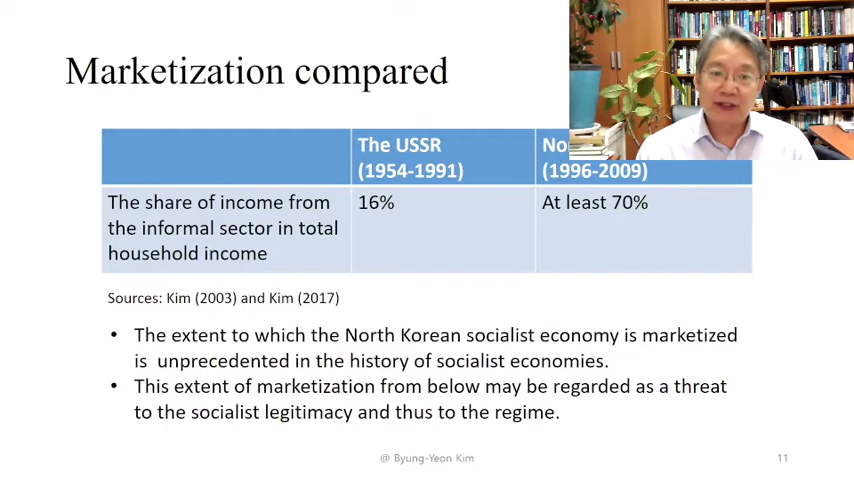 Marketization compared
The USSR
(1954-1991)
(1996-2009)
The share of income from
the informal sector in total
household income
16%
At least 70%
Sources: Kim (2003) and Kim (2017)
• The extent to which the North Korean socialist economy is marketized
is unprecedented in the history of socialist economies.
• This extent of marketization from below may be regarded as a threat
to the socialist legitimacy and thus to the regime.
@ Byung-Yeon Kim
11